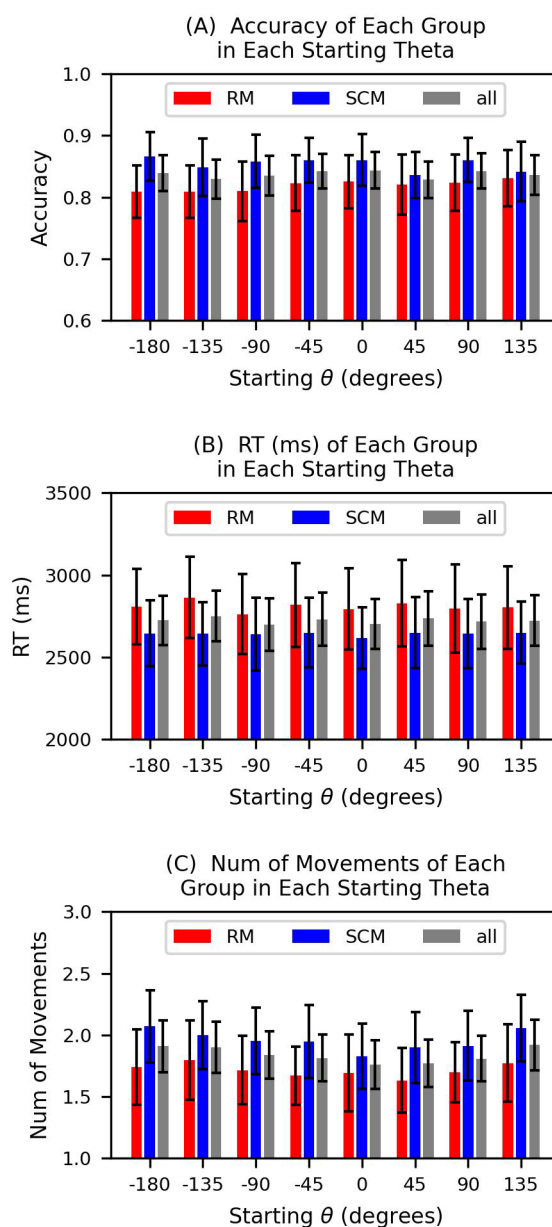 (A)  Accuracy of Each Group
in Each Starting Theta
1.0
RM SCM all
0.9
0.8
0.7
0.6
Accuracy
-180 -135 -90 -45 0 45 90 135
Starting θ (degrees)
(B)  RT (ms) of Each Group
in Each Starting Theta
3500
RM SCM all
3000
2500
2000
RT (ms)
-180 -135 -90 -45 0 45 90 135
Starting θ (degrees)
(C)  Num of Movements of Each
Group in Each Starting Theta
3.0
RM SCM all
2.5
2.0
1.5
1.0
Num of Movements
-180 -135 -90 -45 0 45 90 135
Starting θ (degrees)